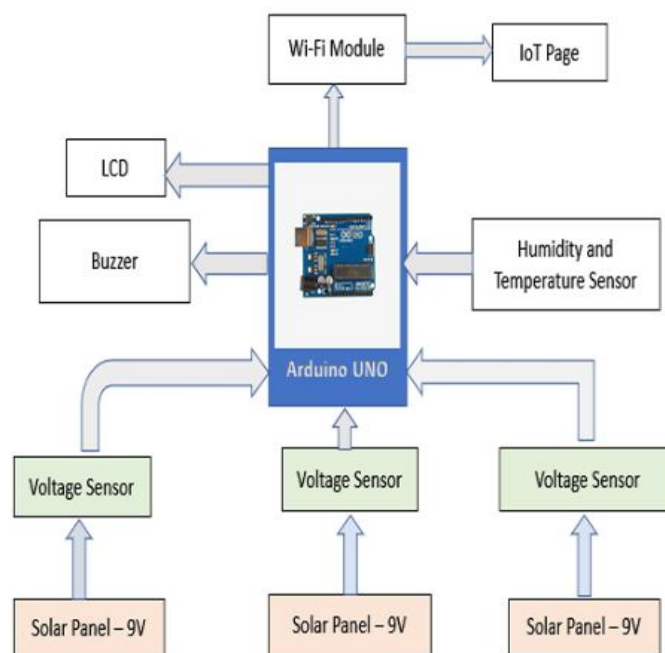 Wi-Fi Module
IoT Page
LCD
Buzzer
Humidity and
Temperature Sensor
Arduino UNO
Voltage Sensor
Voltage Sensor
Voltage Sensor
Solar Panel – 9V
Solar Panel – 9V
Solar Panel – 9V